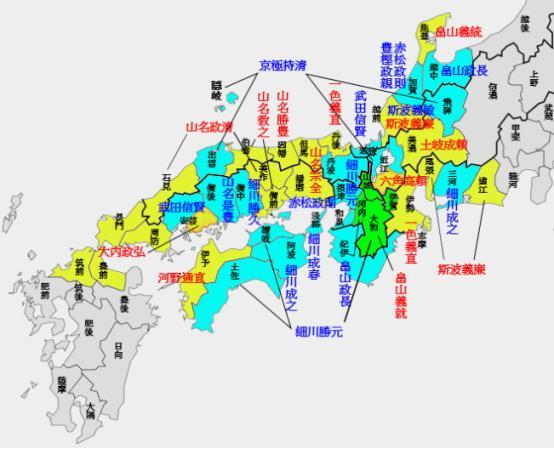 能登
畠山義統
越後
赤松政則
富樫政親
加賀
越中
畠山政長
上野
信濃
武蔵
甲斐
駿河
飛騨
京極持清
隠岐
山名政清
山名教之
山名勝豊
一色義直
武田信賢
越前
斯波義敏
斯波義廉
美濃
土岐成頼
尾張
三河
遠江
細川成之
斯波義廉
石見
出雲
伯耆
因幡
但馬
丹後
丹波
若狭
近江
六角高頼
山名宗全
美作
播磨
備前
備中
備後
山名是豊
細川勝久
赤松政則
細川勝元
摂津
山城
河内
和泉
大和
伊賀
伊勢
志摩
一色義直
紀伊
畠山政長
畠山義就
淡路
細川成春
讃岐
阿波
細川成之
土佐
細川勝元
伊予
河野通直
武田信賢
安芸
周防
長門
大内政弘
筑前
豊前
肥前
筑後
豊後
肥後
日向
薩摩
大隅